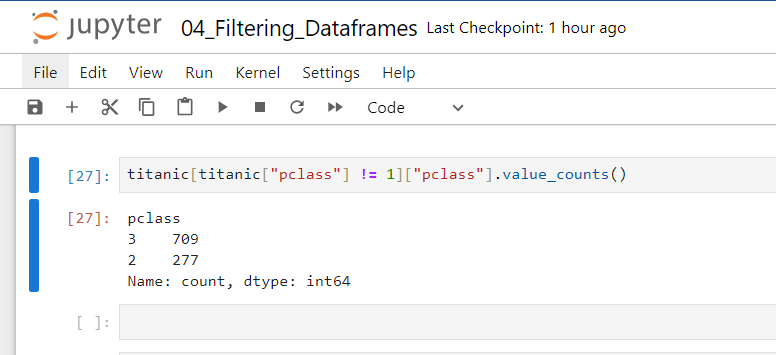 jupyter 04_Filtering_Dataframes Last Checkpoint: 1 hour ago
File Edit View Run Kernel Settings Help
Code
[27]: titanic[titanic["pclass"] != 1]["pclass"].value_counts()
[27]: pclass
3    709
2    277
Name: count, dtype: int64
[ ]: